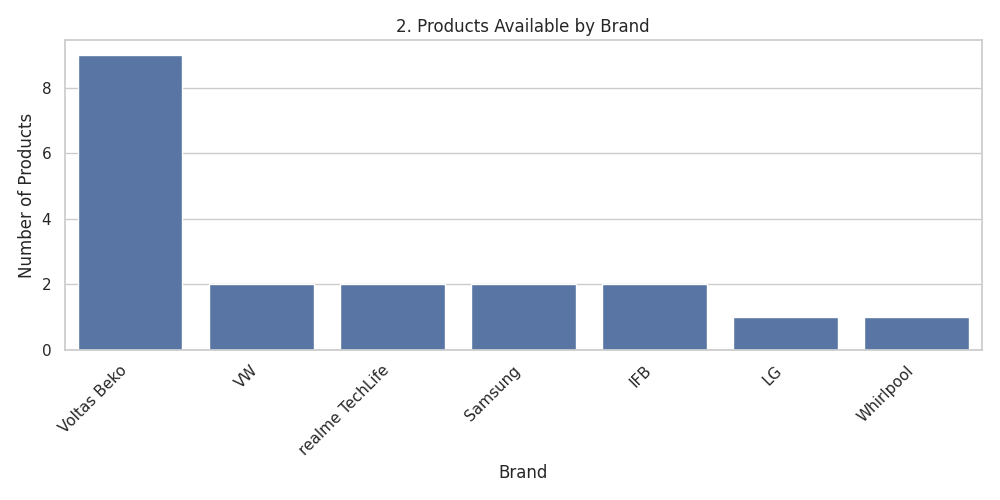 2. Products Available by Brand
Number of Products
8
6
4
2
0
Voltas Beko
VW
realme TechLife
Samsung
IFB
LG
Whirlpool
Brand